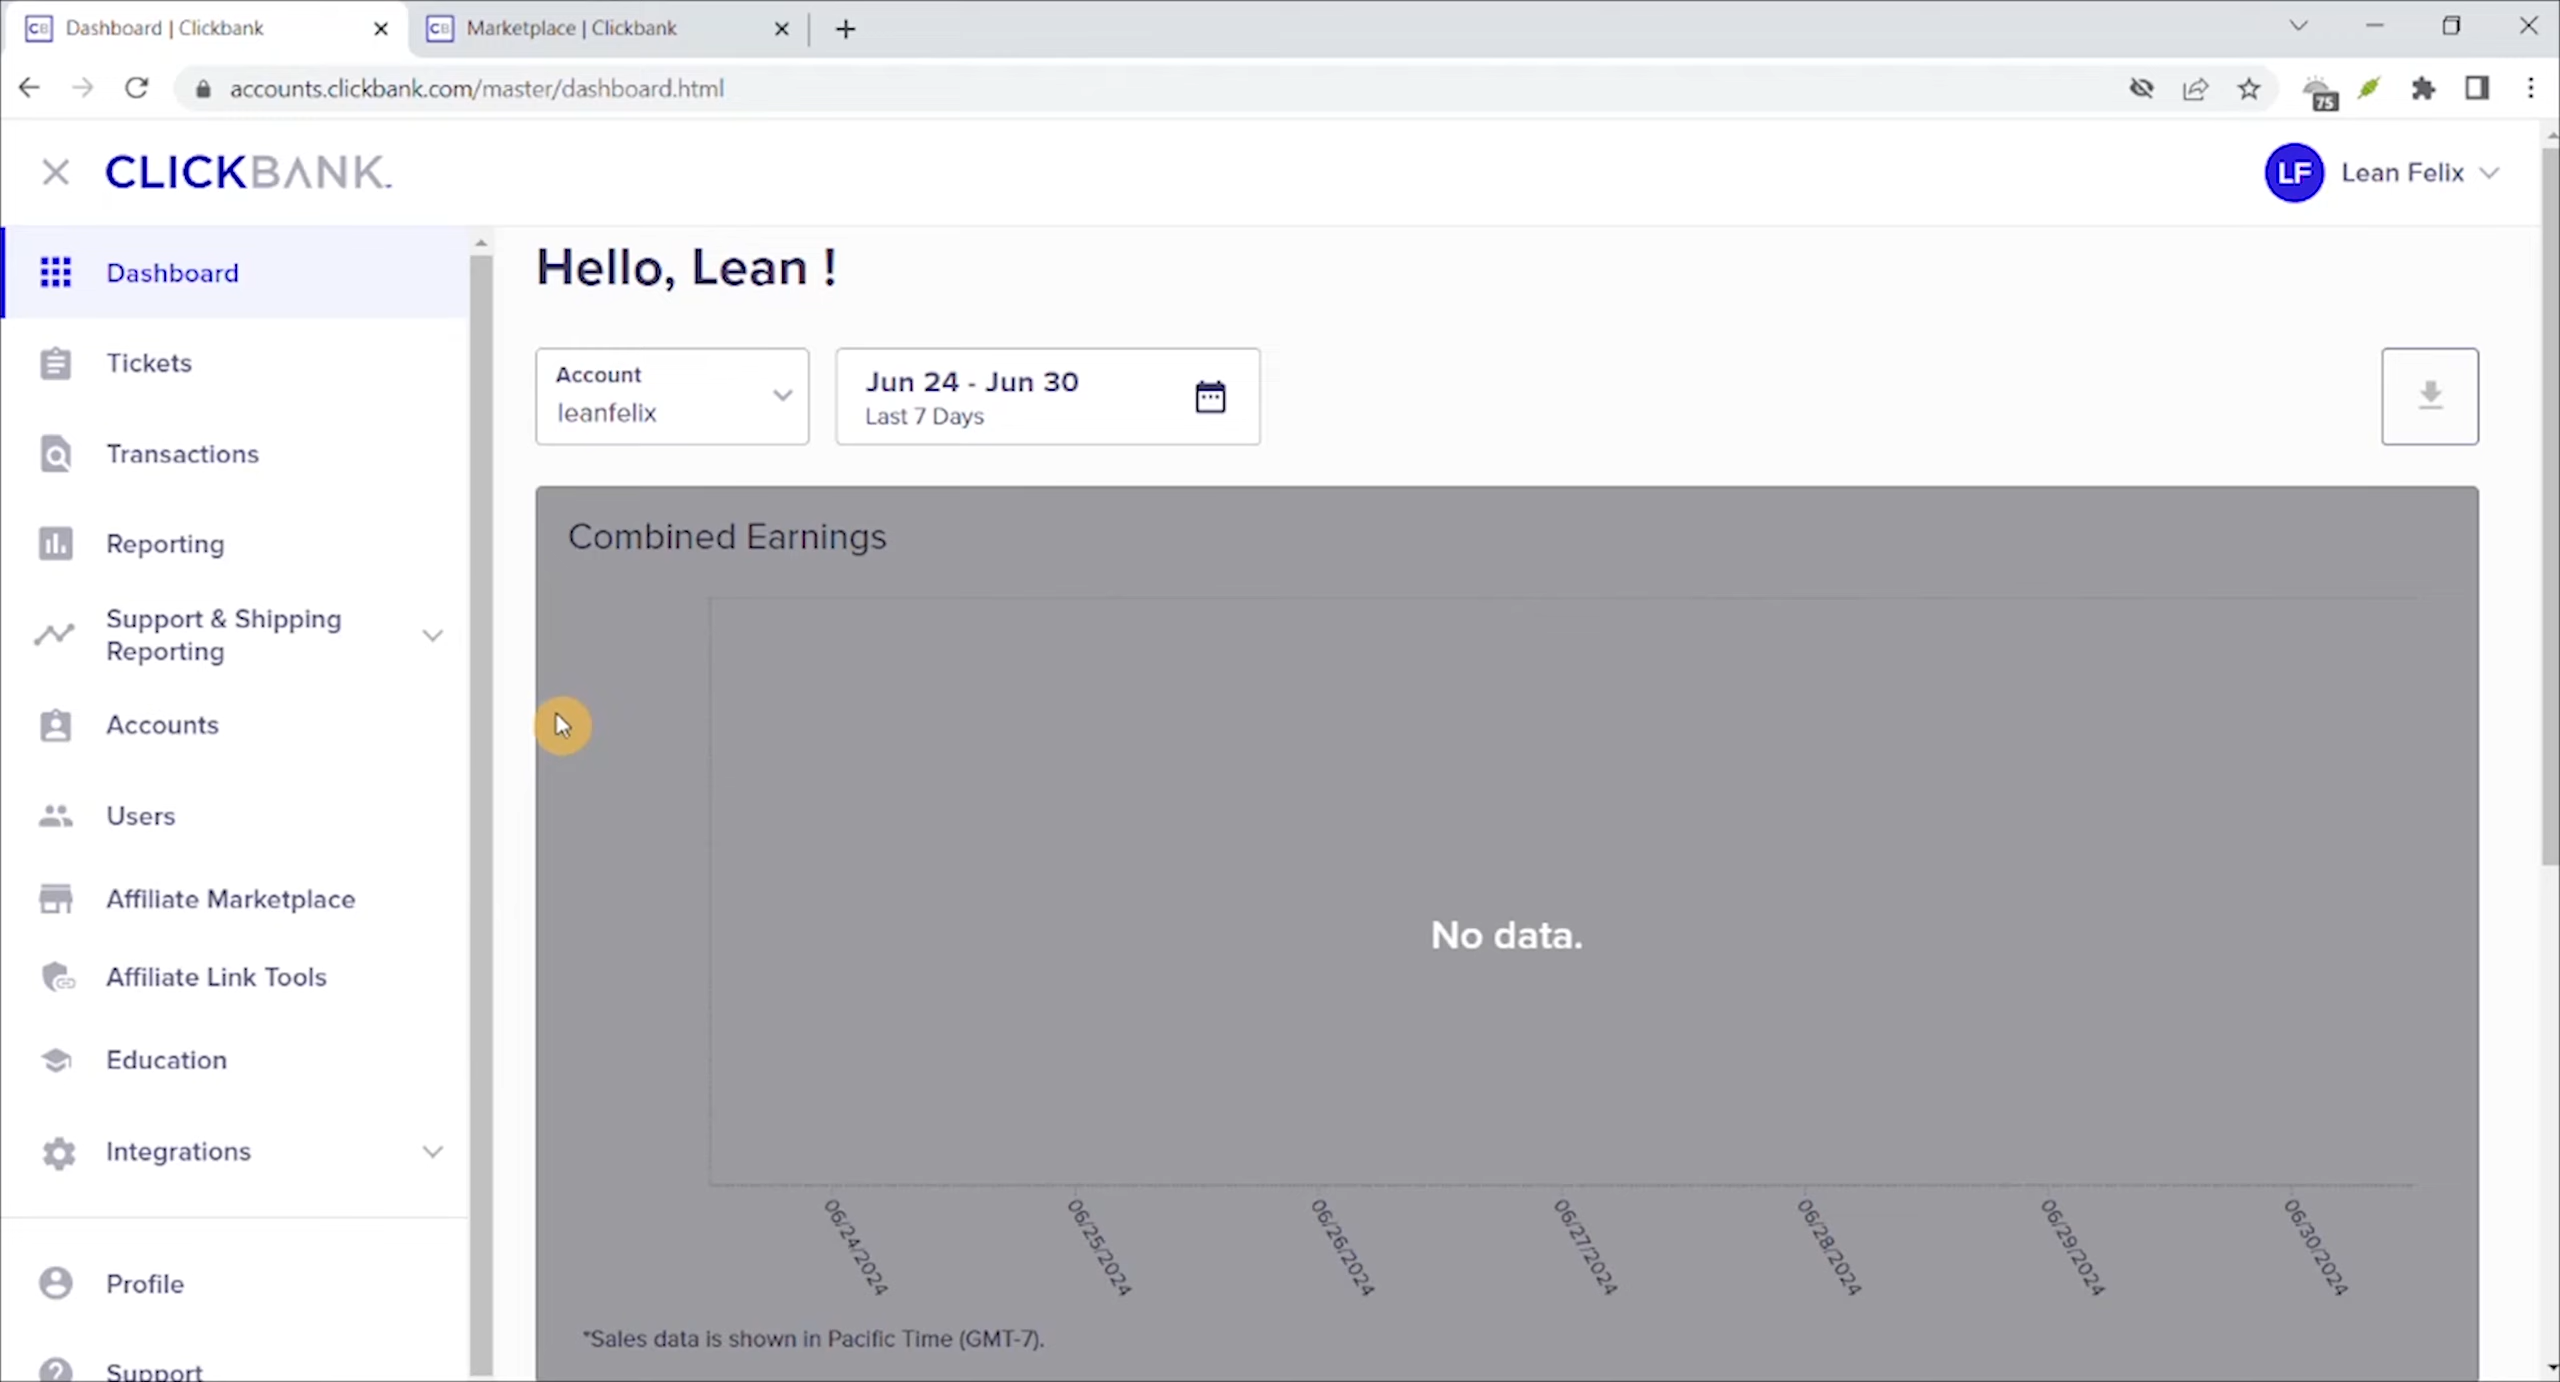 Dashboard | Clickbank
Marketplace | Clickbank
accounts.clickbank.com/master/dashboard.html
75
CLICKBANK.
LF Lean Felix
Dashboard
Tickets
Transactions
Reporting
Support & Shipping
Reporting
Accounts
Users
Affiliate Marketplace
Affiliate Link Tools
Education
Integrations
Profile
Support
Hello, Lean !
Account
leanfelix
Jun 24 - Jun 30
Last 7 Days
Combined Earnings
No data.
06/24/2024
06/25/2024
06/26/2024
06/27/2024
06/28/2024
06/29/2024
06/30/2024
*Sales data is shown in Pacific Time (GMT-7).